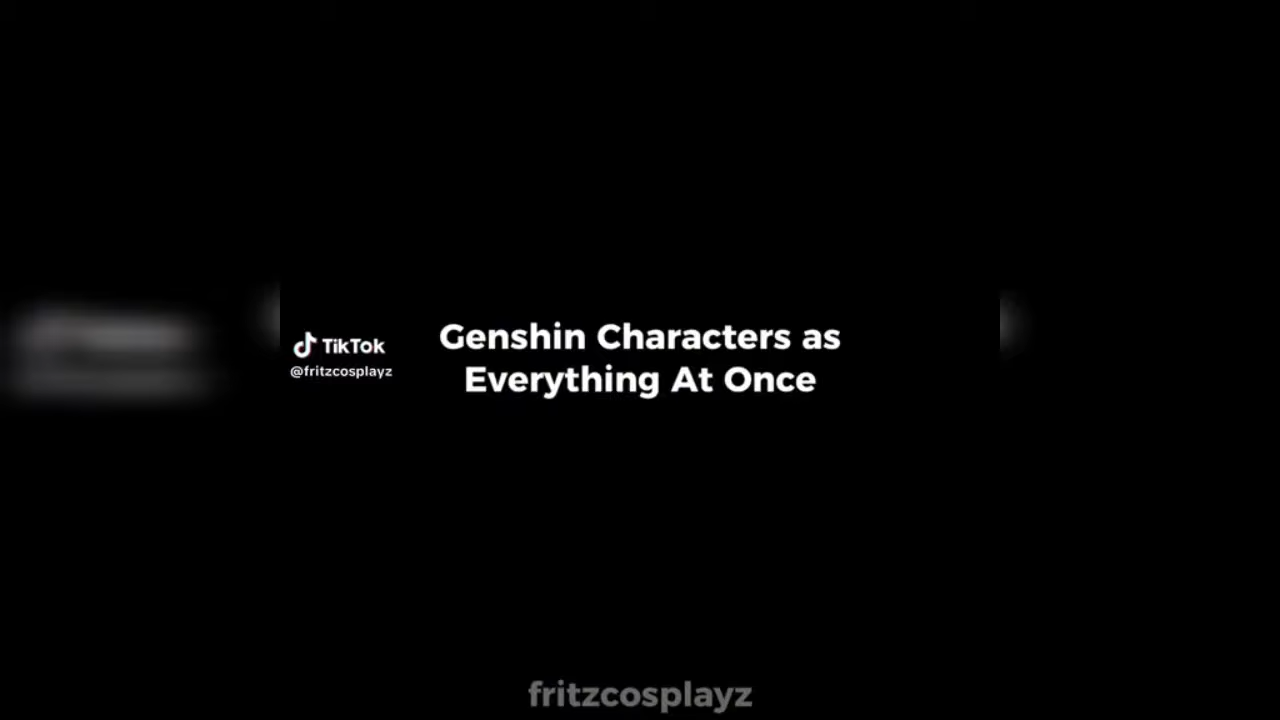 TikTok
@fritzcosplayz
Genshin Characters as
Everything At Once
fritzcosplayz